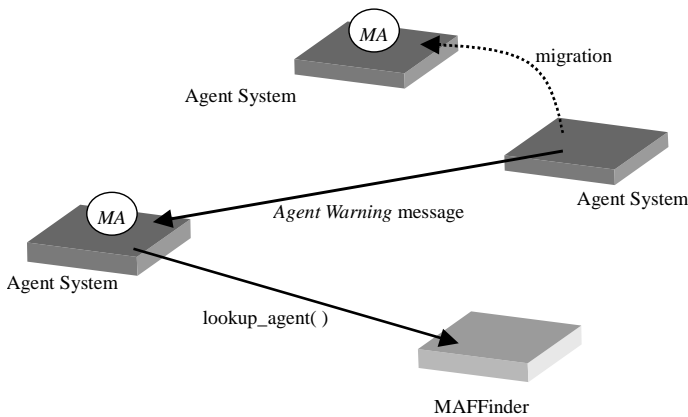 MA
migration
Agent System
Agent System
Agent Warning message
MA
Agent System
lookup_agent( )
MAFFinder